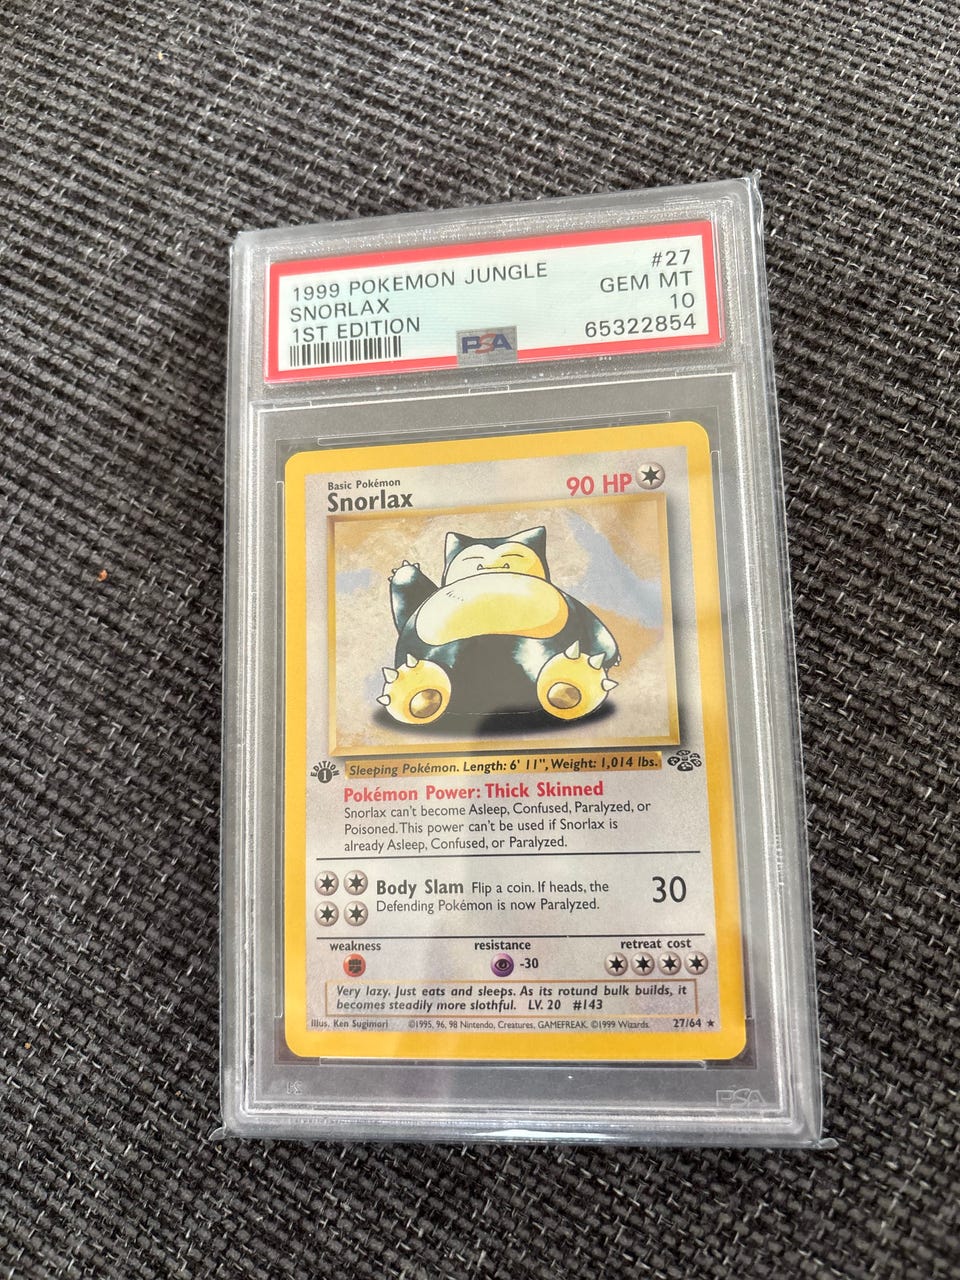 1999 POKEMON JUNGLE #27
SNORLAX GEM MT
1ST EDITION 10
65322854
PSA
Basic Pokémon
Snorlax 90 HP
EDITION 1
Sleeping Pokémon. Length: 6' 11", Weight: 1,014 lbs.
Pokémon Power: Thick Skinned
Snorlax can't become Asleep, Confused, Paralyzed, or
Poisoned. This power can't be used if Snorlax is
already Asleep, Confused, or Paralyzed.
Body Slam Flip a coin. If heads, the
Defending Pokémon is now Paralyzed.
30
weakness resistance retreat cost
-30
Very lazy. Just eats and sleeps. As its rotund bulk builds, it
becomes steadily more slothful. LV. 20 #143
Illus. Ken Sugimori ©1995, 96, 98 Nintendo, Creatures, GAMEFREAK. ©1999 Wizards. 27/64 ★
PSA